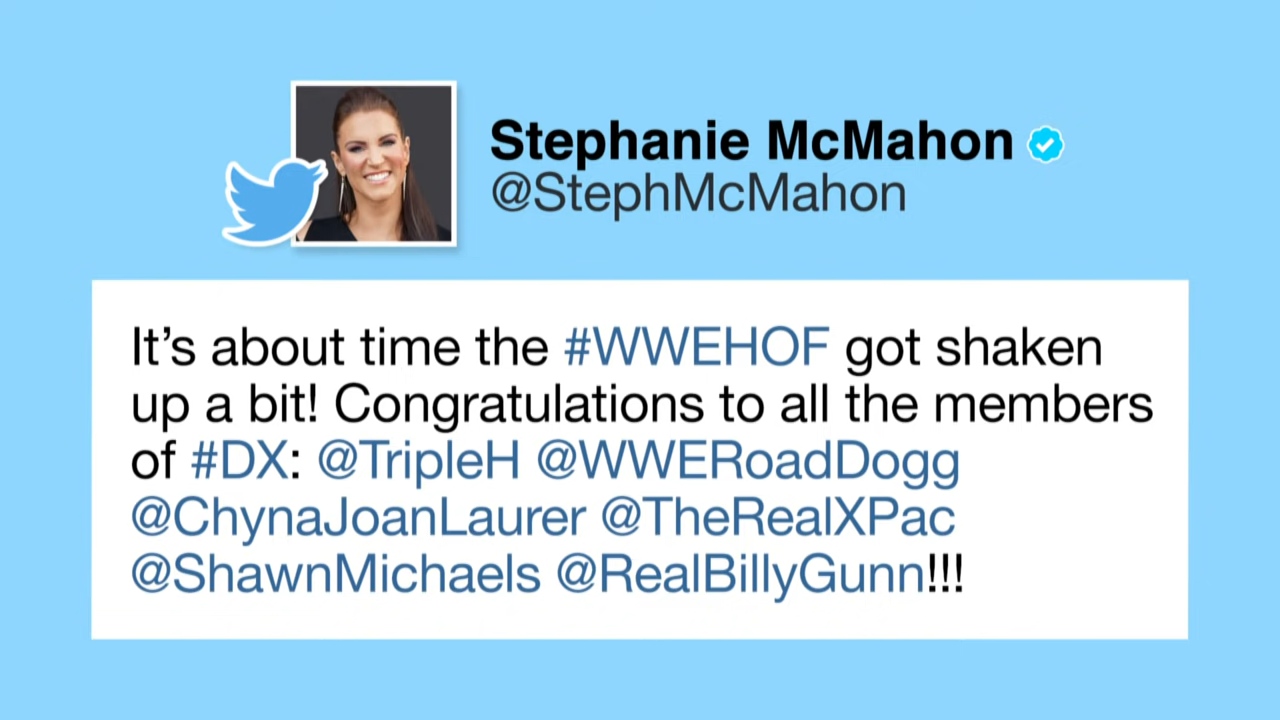 Stephanie McMahon
@StephMcMahon
It’s about time the #WWEHOF got shaken
up a bit! Congratulations to all the members
of #DX: @TripleH @WWERoadDogg
@ChynaJoanLaurer @TheRealXPac
@ShawnMichaels @RealBillyGunn!!!